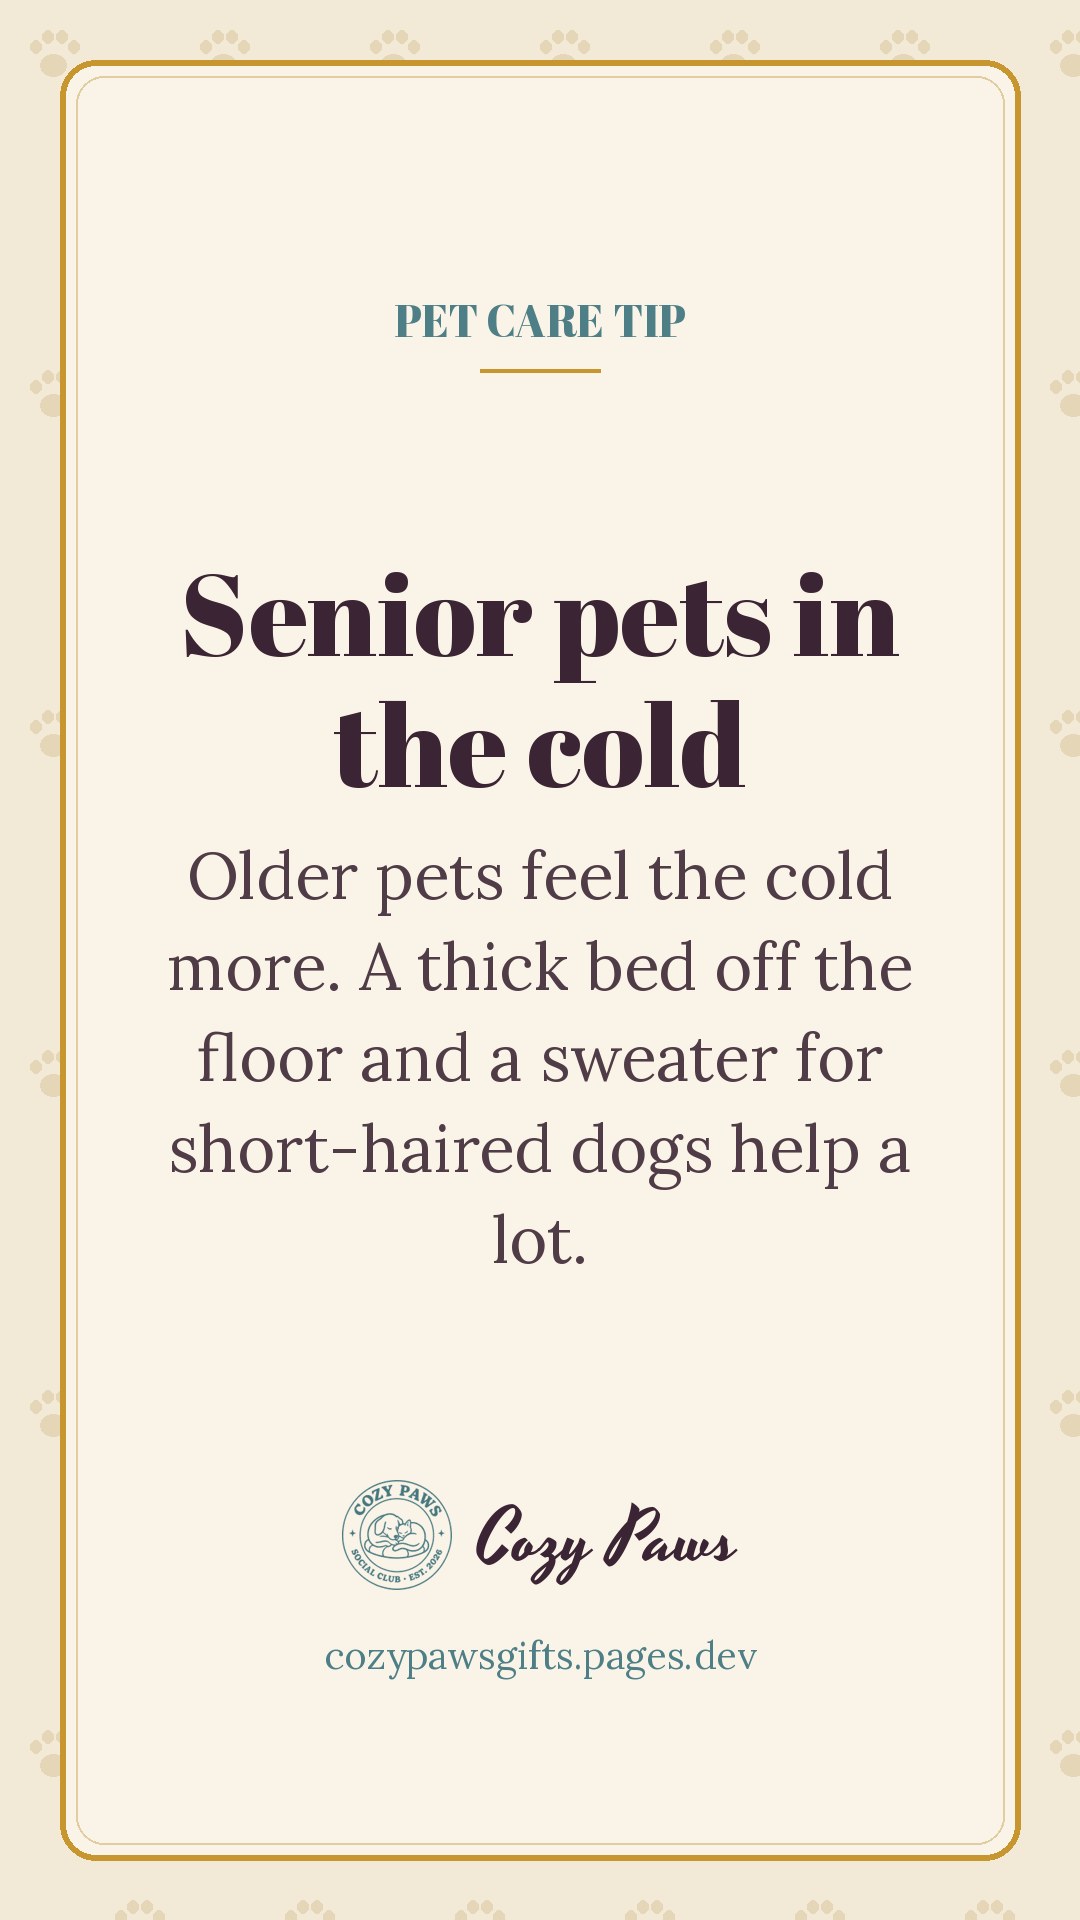 PET CARE TIP
Senior pets in
the cold
Older pets feel the cold
more. A thick bed off the
floor and a sweater for
short-haired dogs help a
lot.
COZY PAWS
SOCIAL CLUB · EST. 2026
Cozy Paws
cozypawsgifts.pages.dev